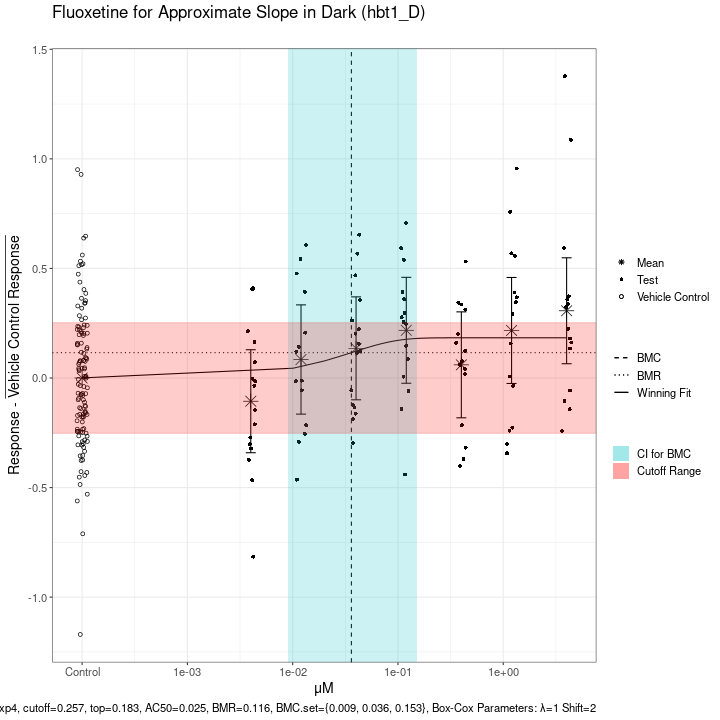 Fluoxetine for Approximate Slope in Dark (hbt1_D)
Response - Vehicle Control Response
1.5
1.0
0.5
0.0
-0.5
-1.0
Control
1e-03
1e-02
1e-01
1e+00
μM
Mean
Test
Vehicle Control
BMC
BMR
Winning Fit
CI for BMC
Cutoff Range
xp4, cutoff=0.257, top=0.183, AC50=0.025, BMR=0.116, BMC.set={0.009, 0.036, 0.153}, Box-Cox Parameters: λ=1 Shift=2